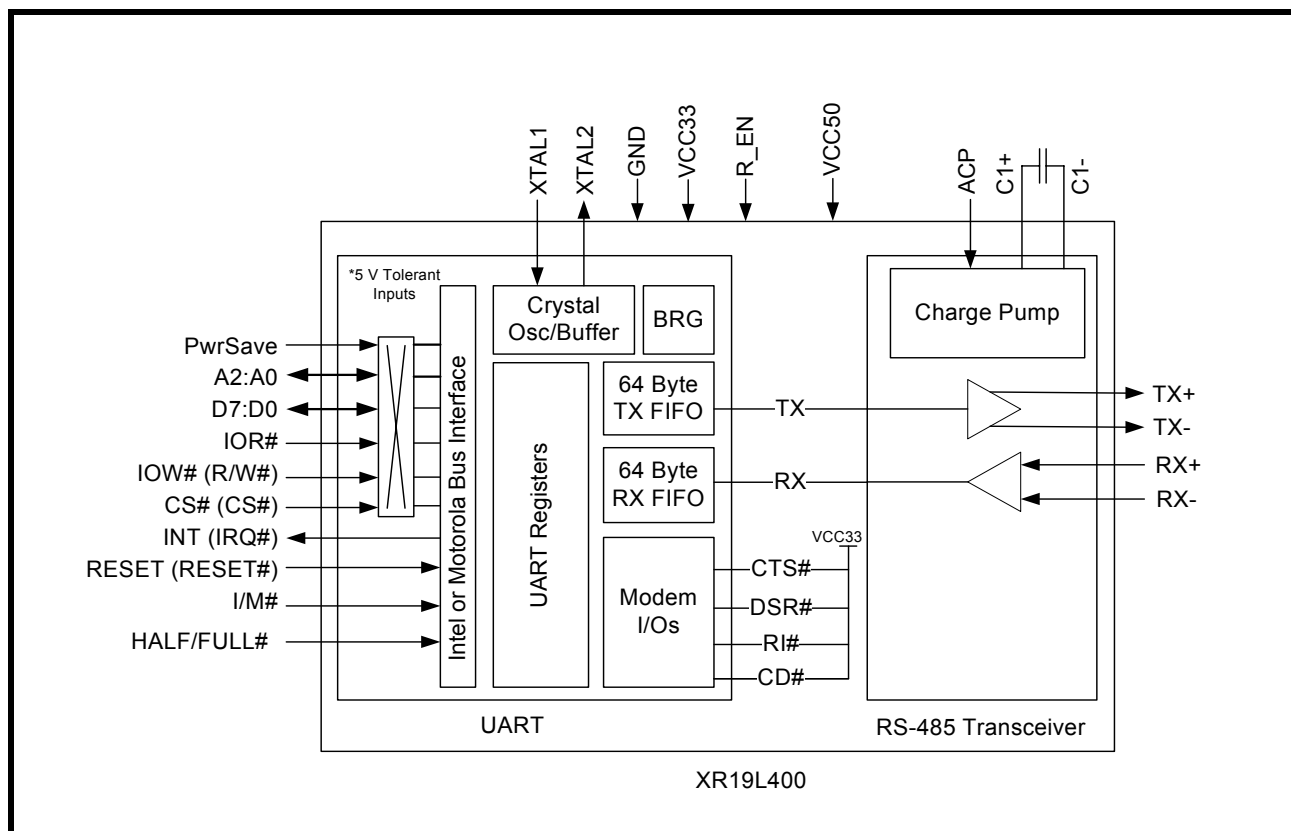 XTAL1
XTAL2
GND
VCC33
R_EN
VCC50
ACP
C1+
C1-
*5 V Tolerant
Inputs
PwrSave
A2:A0
D7:D0
IOR#
IOW# (R/W#)
CS# (CS#)
INT (IRQ#)
RESET (RESET#)
I/M#
HALF/FULL#
Intel or Motorola Bus Interface
Crystal
Osc/Buffer
BRG
UART Registers
64 Byte
TX FIFO
64 Byte
RX FIFO
Modem
I/Os
TX
RX
VCC33
CTS#
DSR#
RI#
CD#
Charge Pump
TX+
TX-
RX+
RX-
UART
RS-485 Transceiver
XR19L400